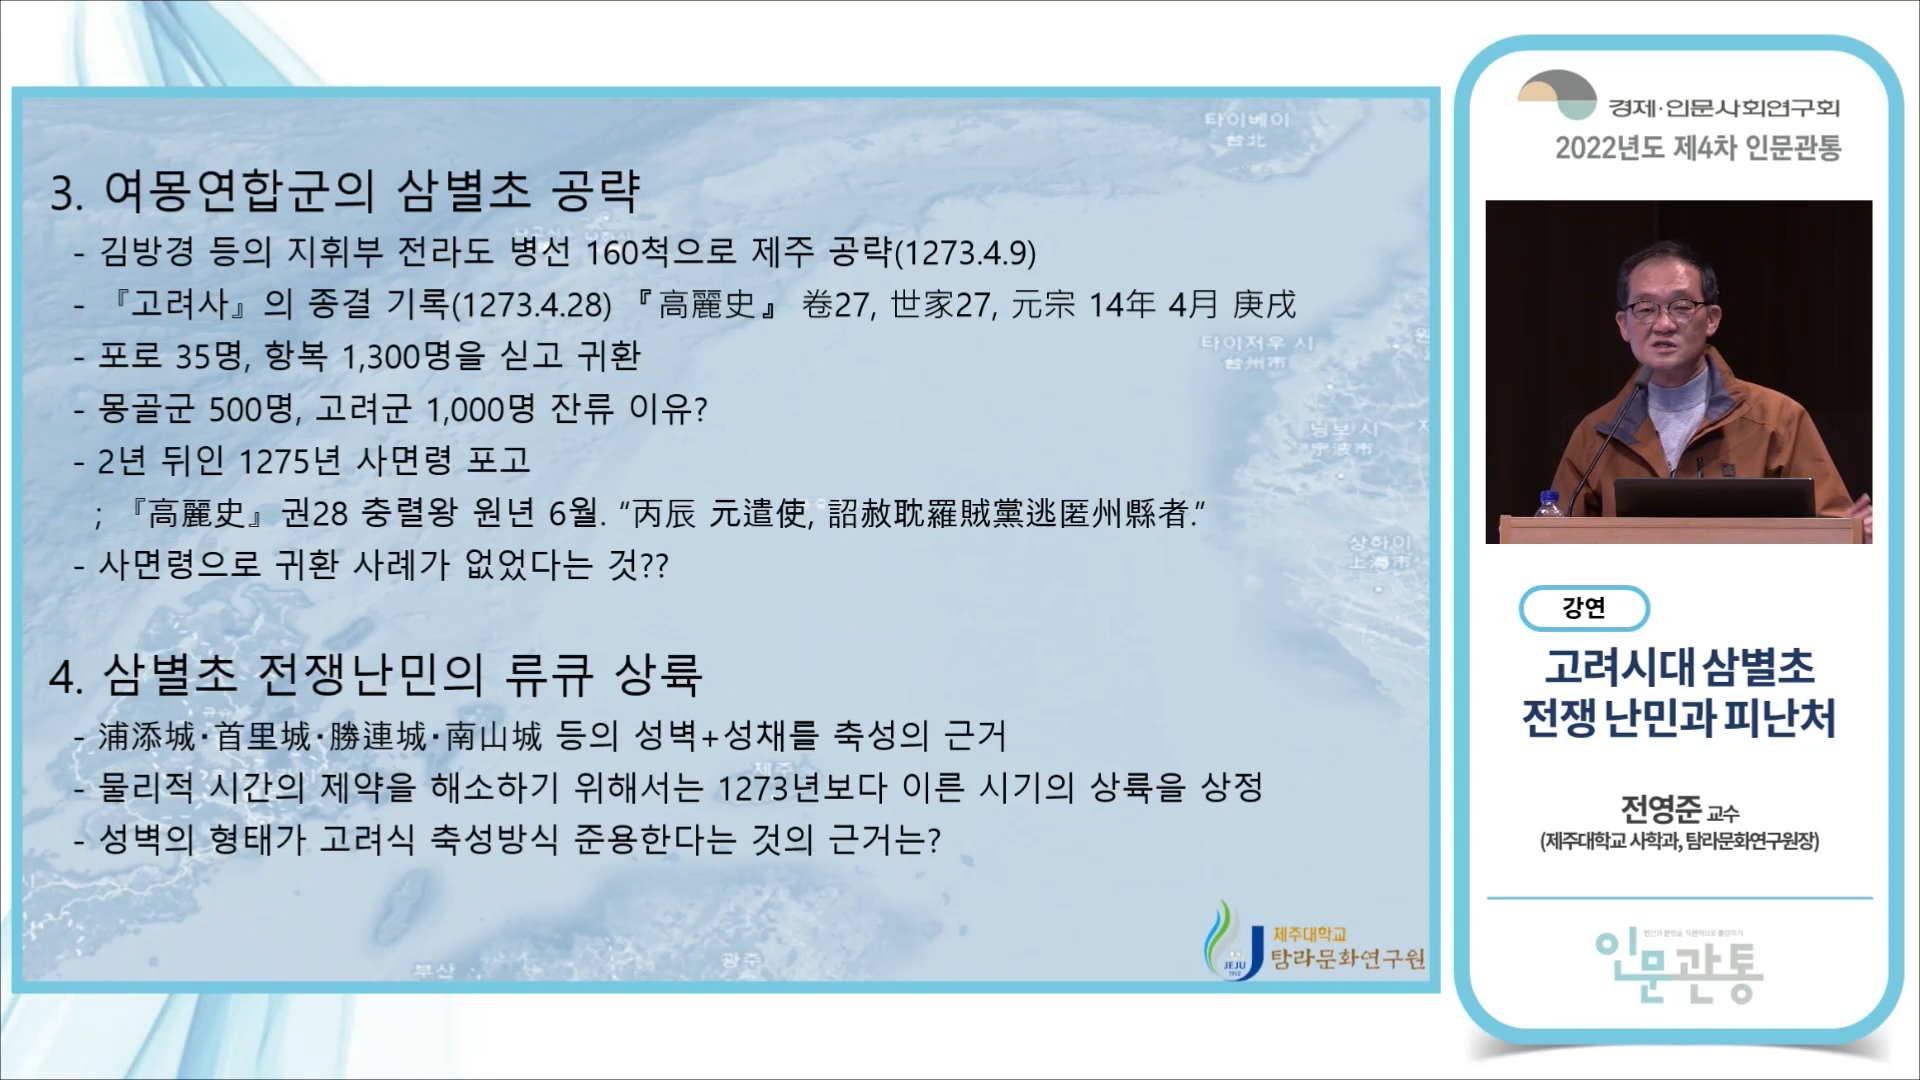 3. 여몽연합군의 삼별초 공략
- 김방경 등의 지휘부 전라도 병선 160척으로 제주 공략(1273.4.9)
- 『고려사』의 종결 기록(1273.4.28) 『高麗史』 卷27, 世家27, 元宗 14年 4月 庚戌
- 포로 35명, 항복 1,300명을 싣고 귀환
- 몽골군 500명, 고려군 1,000명 잔류 이유?
- 2년 뒤인 1275년 사면령 포고
; 『高麗史』권28 충렬왕 원년 6월. “丙辰 元遣使, 詔赦耽羅賊黨逃匿州縣者.”
- 사면령으로 귀환 사례가 없었다는 것??
4. 삼별초 전쟁난민의 류큐 상륙
- 浦添城·首里城·勝連城·南山城 등의 성벽+성채를 축성의 근거
- 물리적 시간의 제약을 해소하기 위해서는 1273년보다 이른 시기의 상륙을 상정
- 성벽의 형태가 고려식 축성방식 준용한다는 것의 근거는?
타이베이
台北
타이저우 시
台州市
닝보 시
宁波市
상하이
上海市
제주
부산
광주
JEJU
1952
제주대학교
탐라문화연구원
경제·인문사회연구회
2022년도 제4차 인문관통
강연
고려시대 삼별초
전쟁 난민과 피난처
전영준 교수
(제주대학교 사학과, 탐라문화연구원장)
인문관통